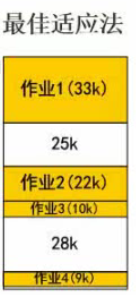 最佳适应法
作业1(33k)
25k
作业2(22k)
作业3(10k)
28k
作业4(9k)